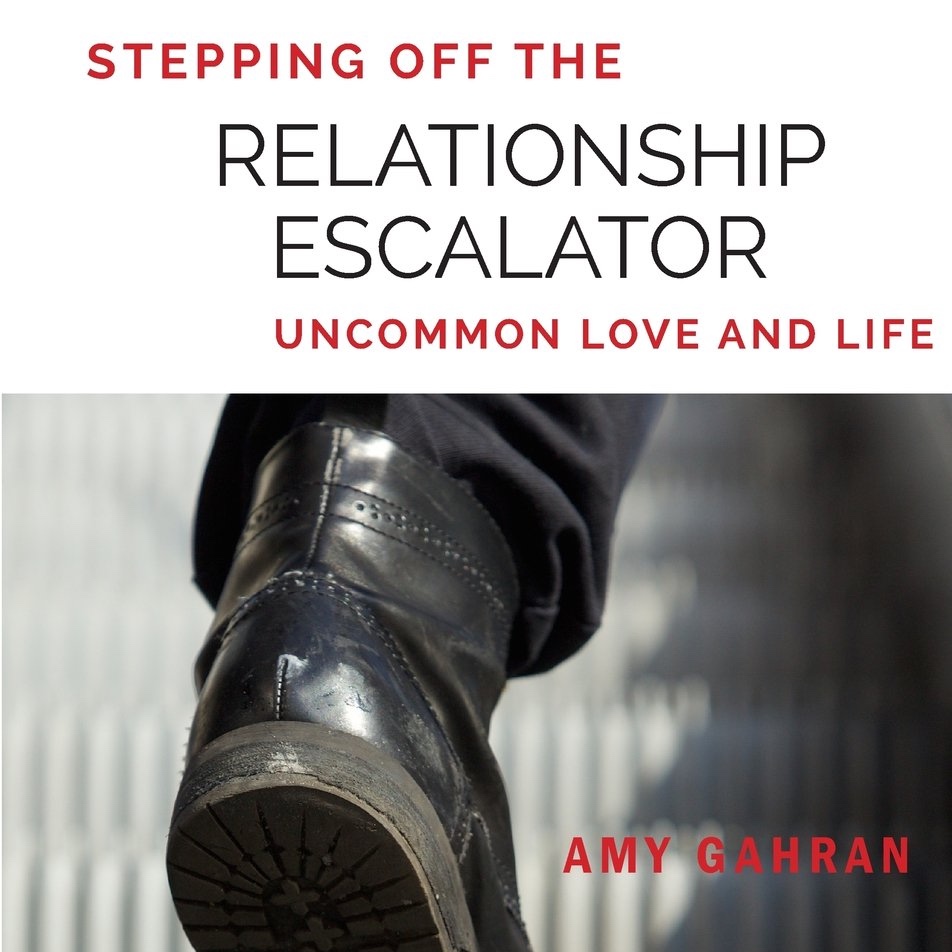 STEPPING OFF THE
RELATIONSHIP
ESCALATOR
UNCOMMON LOVE AND LIFE
AMY GAHRAN